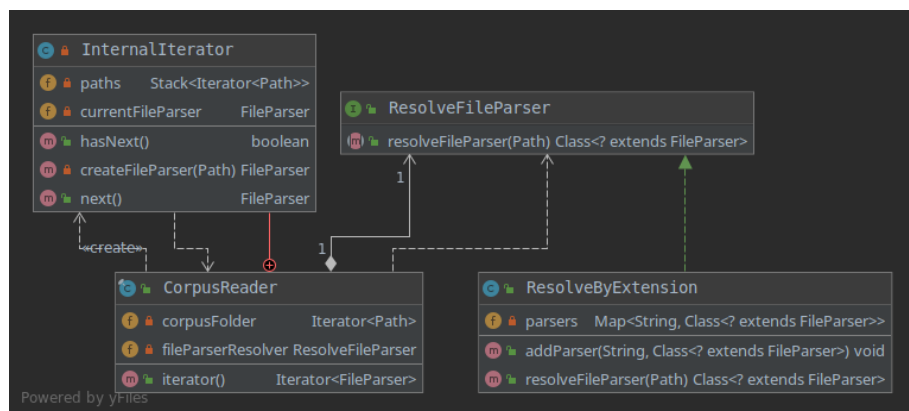 InternalIterator
paths Stack<Iterator<Path>>
currentFileParser FileParser
hasNext() boolean
createFileParser(Path) FileParser
next() FileParser
ResolveFileParser
resolveFileParser(Path) Class<? extends FileParser>
1
«create»
1
CorpusReader
corpusFolder Iterator<Path>
fileParserResolver ResolveFileParser
iterator() Iterator<FileParser>
ResolveByExtension
parsers Map<String, Class<? extends FileParser>>
addParser(String, Class<? extends FileParser>) void
resolveFileParser(Path) Class<? extends FileParser>
Powered by yFiles